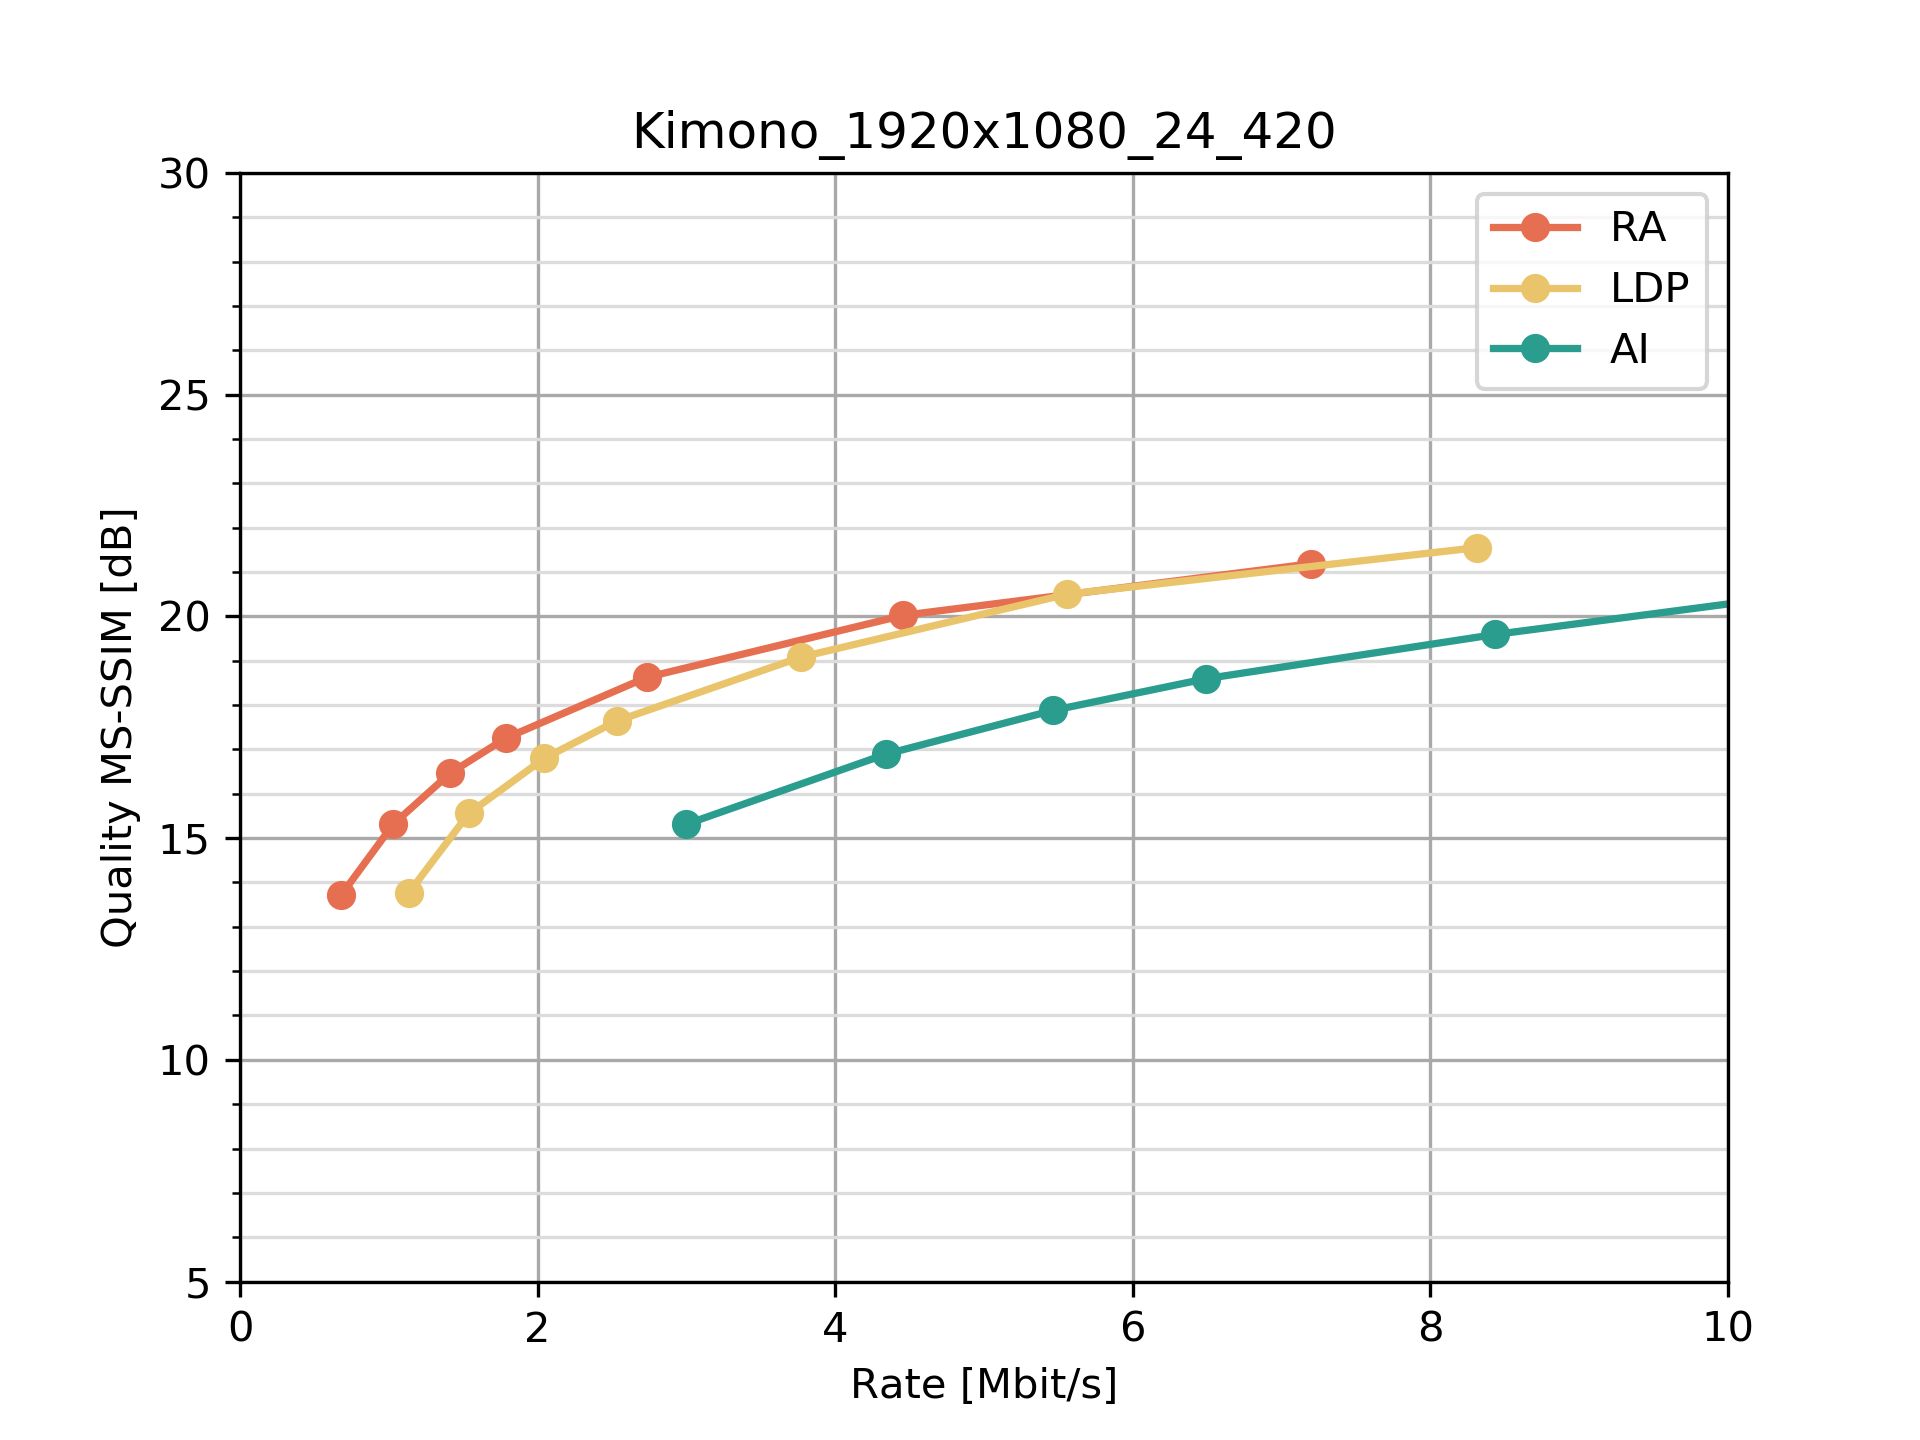 Kimono_1920x1080_24_420
30
25
20
15
10
5
Quality MS-SSIM [dB]
RA
LDP
AI
0 2 4 6 8 10
Rate [Mbit/s]